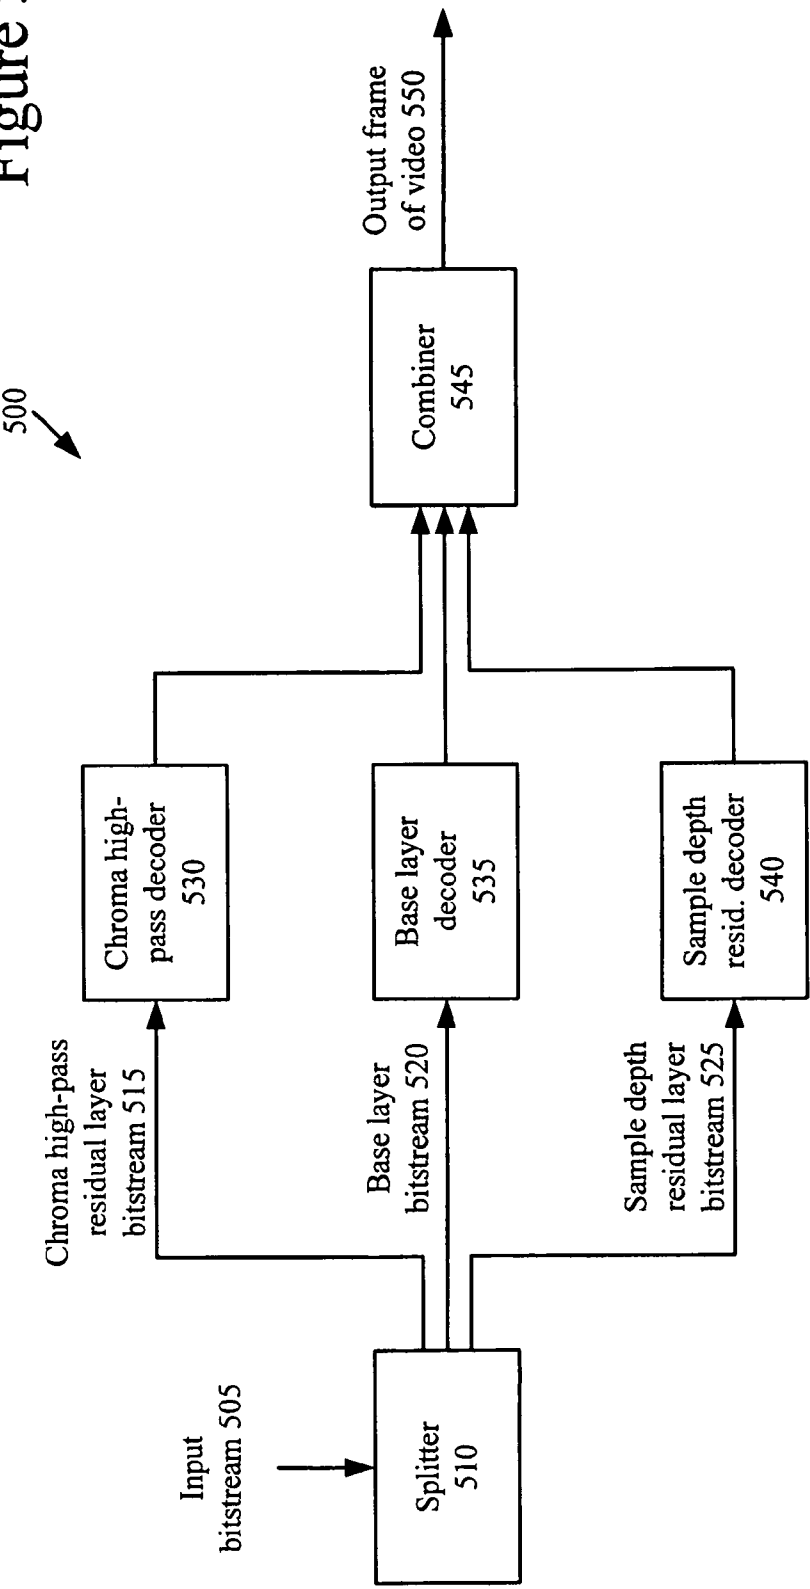 Figure
500
Input
bitstream 505
Splitter
510
Chroma high-pass
residual layer
bitstream 515
Base layer
bitstream 520
Sample depth
residual layer
bitstream 525
Chroma high-
pass decoder
530
Base layer
decoder
535
Sample depth
resid. decoder
540
Combiner
545
Output frame
of video 550